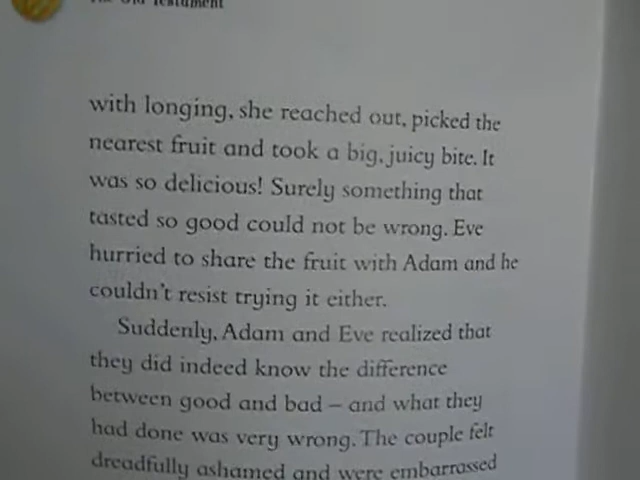 The Old Testament
with longing, she reached out, picked the
nearest fruit and took a big, juicy bite. It
was so delicious! Surely something that
tasted so good could not be wrong. Eve
hurried to share the fruit with Adam and he
couldn't resist trying it either.
Suddenly, Adam and Eve realized that
they did indeed know the difference
between good and bad – and what they
had done was very wrong. The couple felt
dreadfully ashamed and were embarrassed